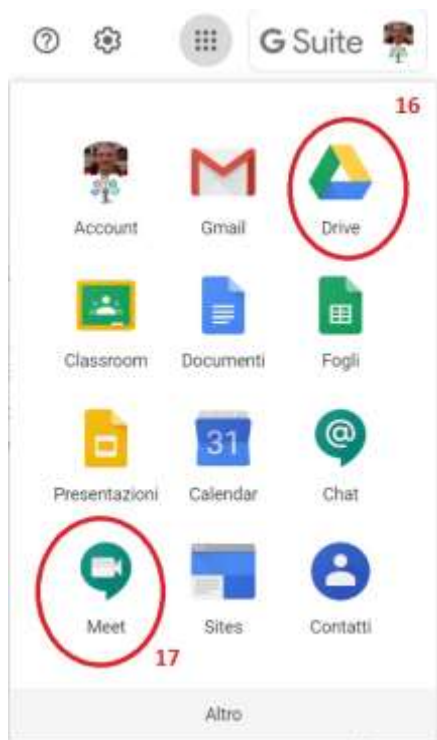 G Suite
16
Account Gmail Drive
Classroom Documenti Fogli
31
Presentazioni Calendar Chat
Meet Sites Contatti
17
Altro